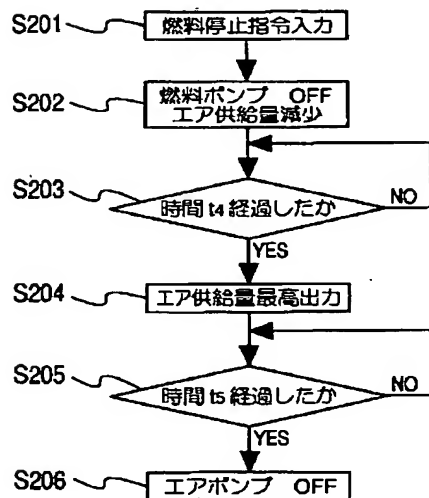 S201 燃料停止指令入力
S202 燃料ポンプ OFF
エア供給量減少
S203 時間 t4 経過したか NO
YES
S204 エア供給量最高出力
S205 時間 t5 経過したか NO
YES
S206 エアポンプ OFF